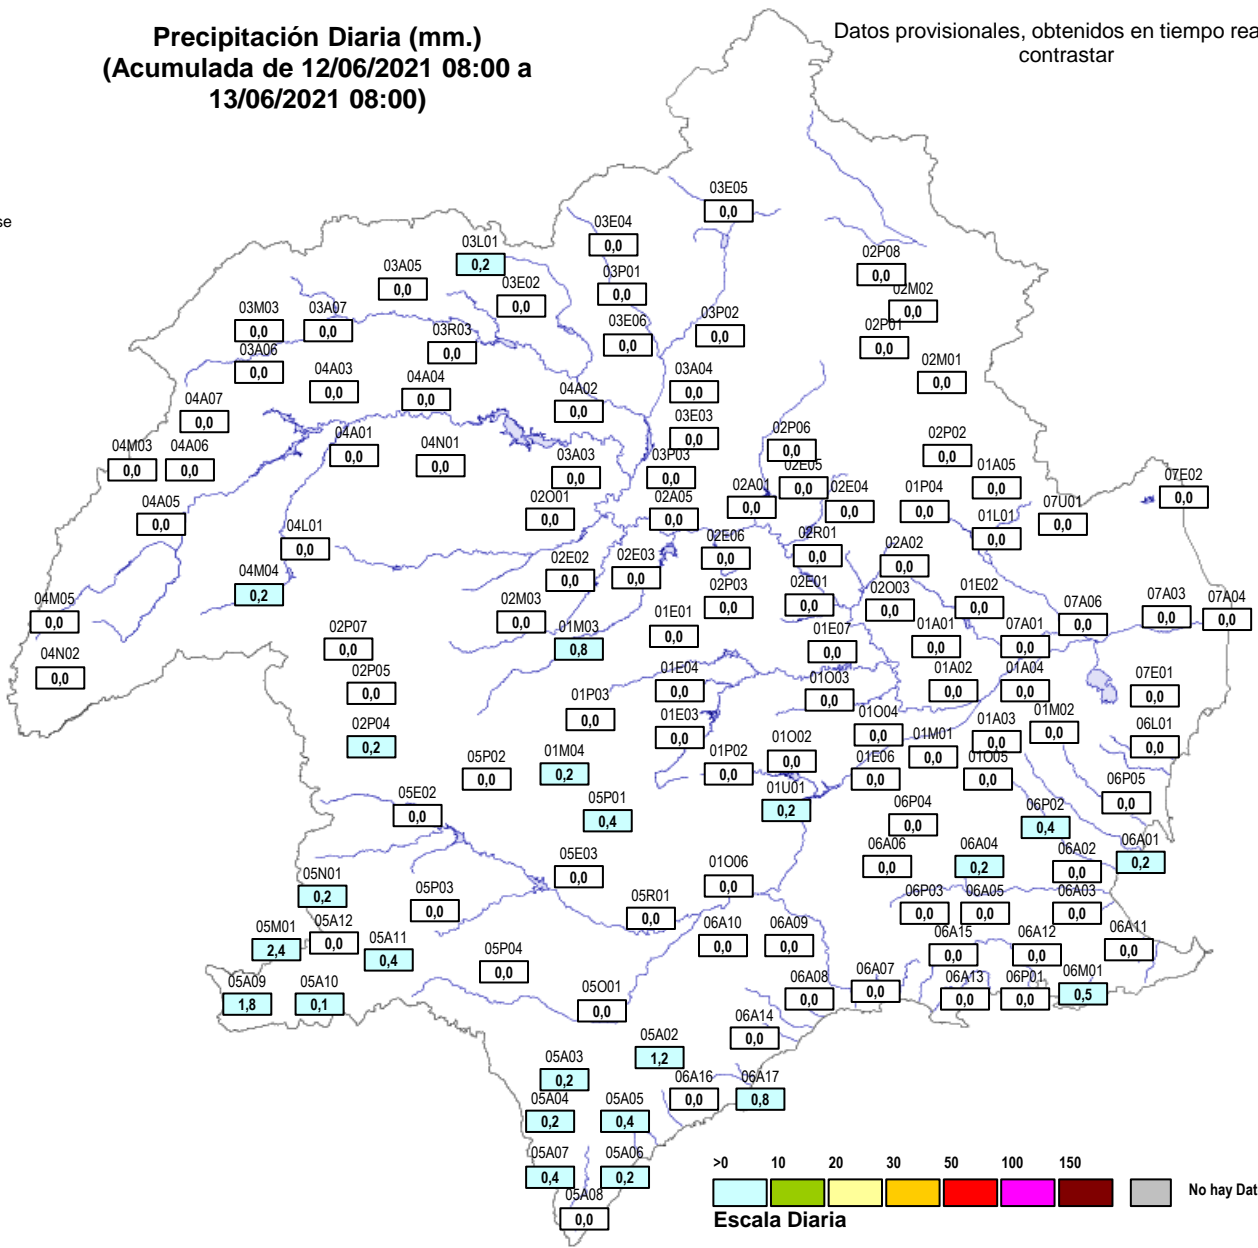 Precipitación Diaria (mm.)
(Acumulada de 12/06/2021 08:00 a
13/06/2021 08:00)
Datos provisionales, obtenidos en tiempo rea
contrastar
se
03E05
0,0
03E04
0,0
03L01
0,2
02P08
0,0
03A05
0,0
03P01
0,0
03E02
0,0
02M02
0,0
03M03
0,0
03A07
0,0
03P02
0,0
03E06
0,0
02P01
0,0
03R03
0,0
03A06
0,0
02M01
0,0
04A03
0,0
04A04
0,0
03A04
0,0
04A02
0,0
04A07
0,0
03E03
0,0
02P06
0,0
04A01
0,0
02P02
0,0
04N01
0,0
04M03
0,0
04A06
0,0
03A03
0,0
03P03
0,0
02E05
0,0
01A05
0,0
07E02
0,0
02A01
0,0
02E04
0,0
01P04
0,0
02O01
0,0
02A05
0,0
04A05
0,0
07U01
0,0
01L01
0,0
04L01
0,0
02E06
0,0
02R01
0,0
02A02
0,0
02E02
0,0
02E03
0,0
04M04
0,2
02P03
0,0
02E01
0,0
02O03
0,0
01E02
0,0
07A03
0,0
07A04
0,0
04M05
0,0
02M03
0,0
07A06
0,0
01E01
0,0
01M03
0,8
02P07
0,0
01E07
0,0
01A01
0,0
07A01
0,0
04N02
0,0
02P05
0,0
01E04
0,0
01O03
0,0
01A02
0,0
01A04
0,0
07E01
0,0
01P03
0,0
01E03
0,0
01O04
0,0
01A03
0,0
01M02
0,0
02P04
0,2
06L01
0,0
01M01
0,0
01O02
0,0
05P02
0,0
01M04
0,2
01P02
0,0
01E06
0,0
01O05
0,0
05E02
0,0
05P01
0,4
01U01
0,2
06P05
0,0
06P04
0,0
06P02
0,4
05E03
0,0
01O06
0,0
06A06
0,0
06A04
0,2
06A02
0,0
06A01
0,2
05N01
0,2
05P03
0,0
05R01
0,0
06P03
0,0
06A05
0,0
06A03
0,0
05M01
2,4
05A12
0,0
05A11
0,4
06A10
0,0
06A09
0,0
06A15
0,0
06A12
0,0
06A11
0,0
05P04
0,0
05A09
1,8
05A10
0,1
05O01
0,0
06A08
0,0
06A07
0,0
06A13
0,0
06P01
0,0
06M01
0,5
06A14
0,0
05A02
1,2
05A03
0,2
06A16
0,0
06A17
0,8
05A04
0,2
05A05
0,4
05A07
0,4
05A06
0,2
05A08
0,0
>0 10 20 30 50 100 150
No hay Dat
Escala Diaria